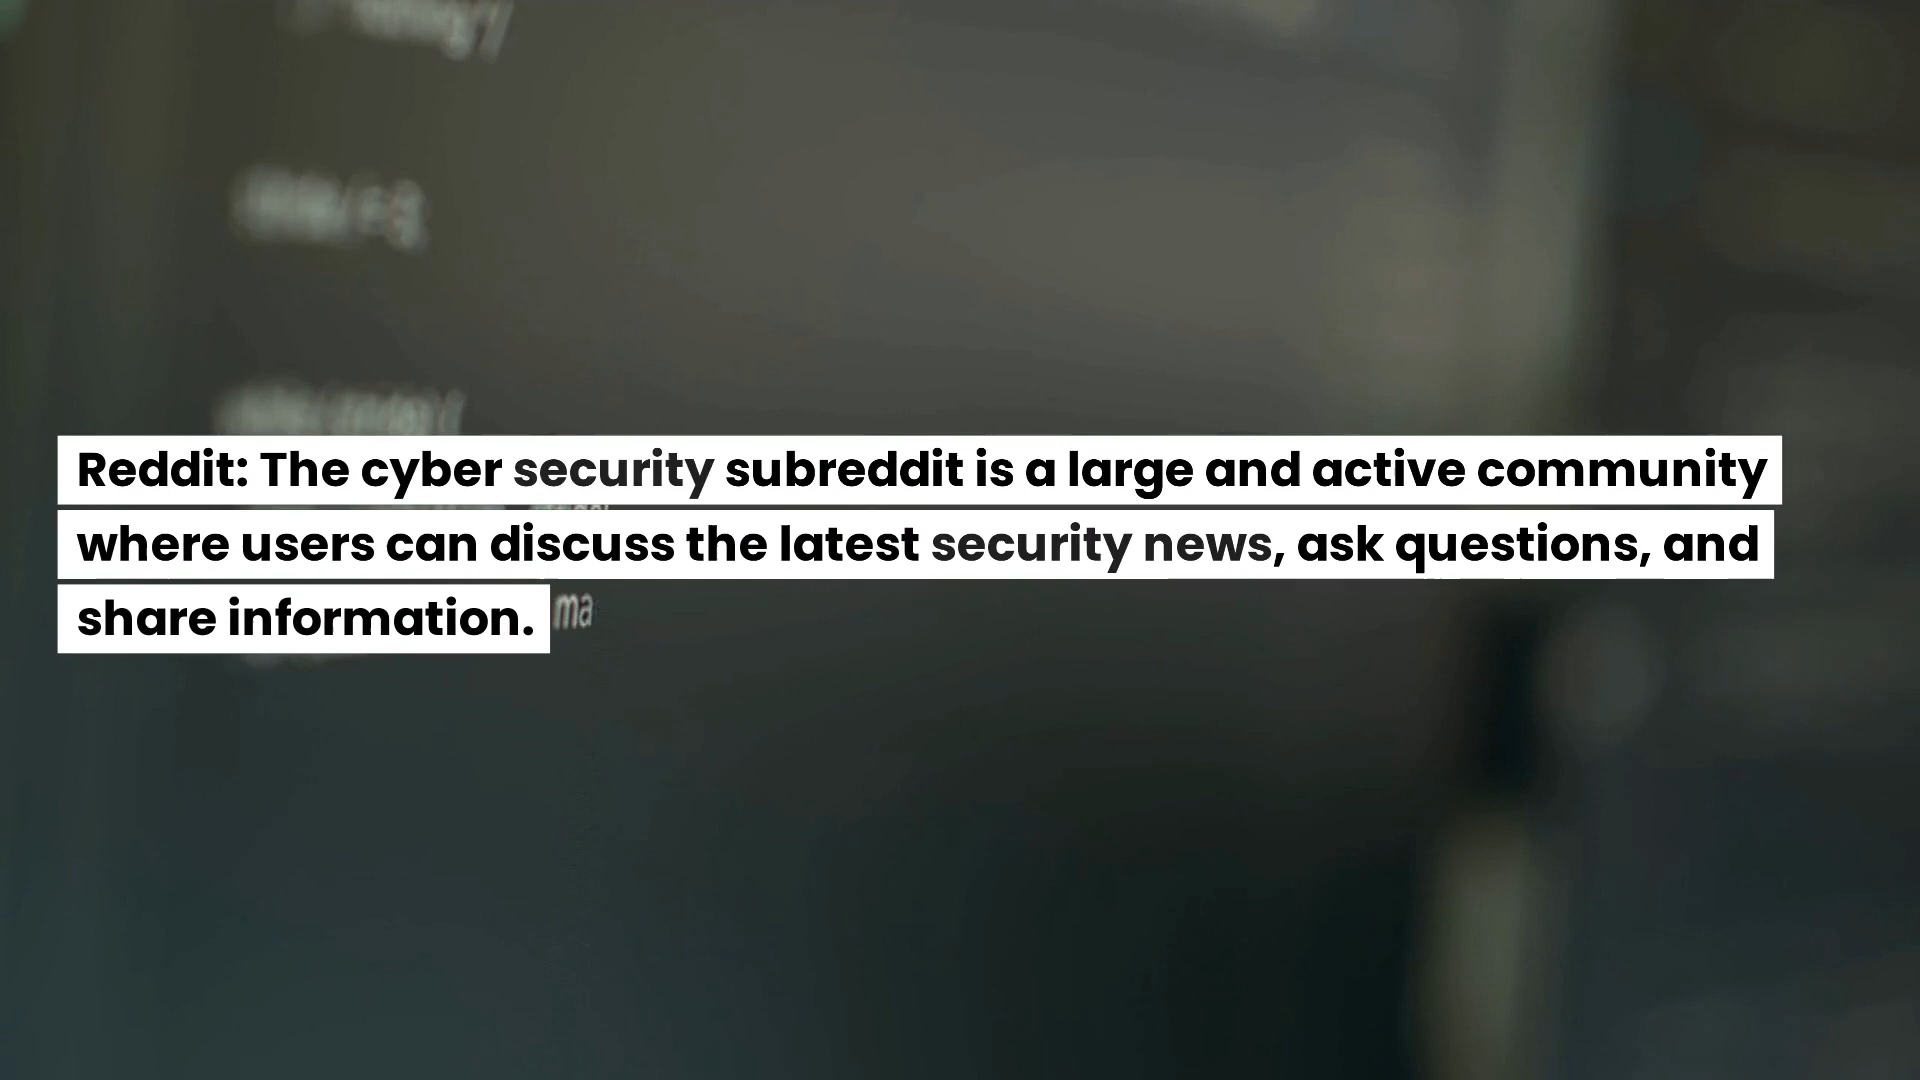 Reddit: The cyber security subreddit is a large and active community
where users can discuss the latest security news, ask questions, and
share information.
ma